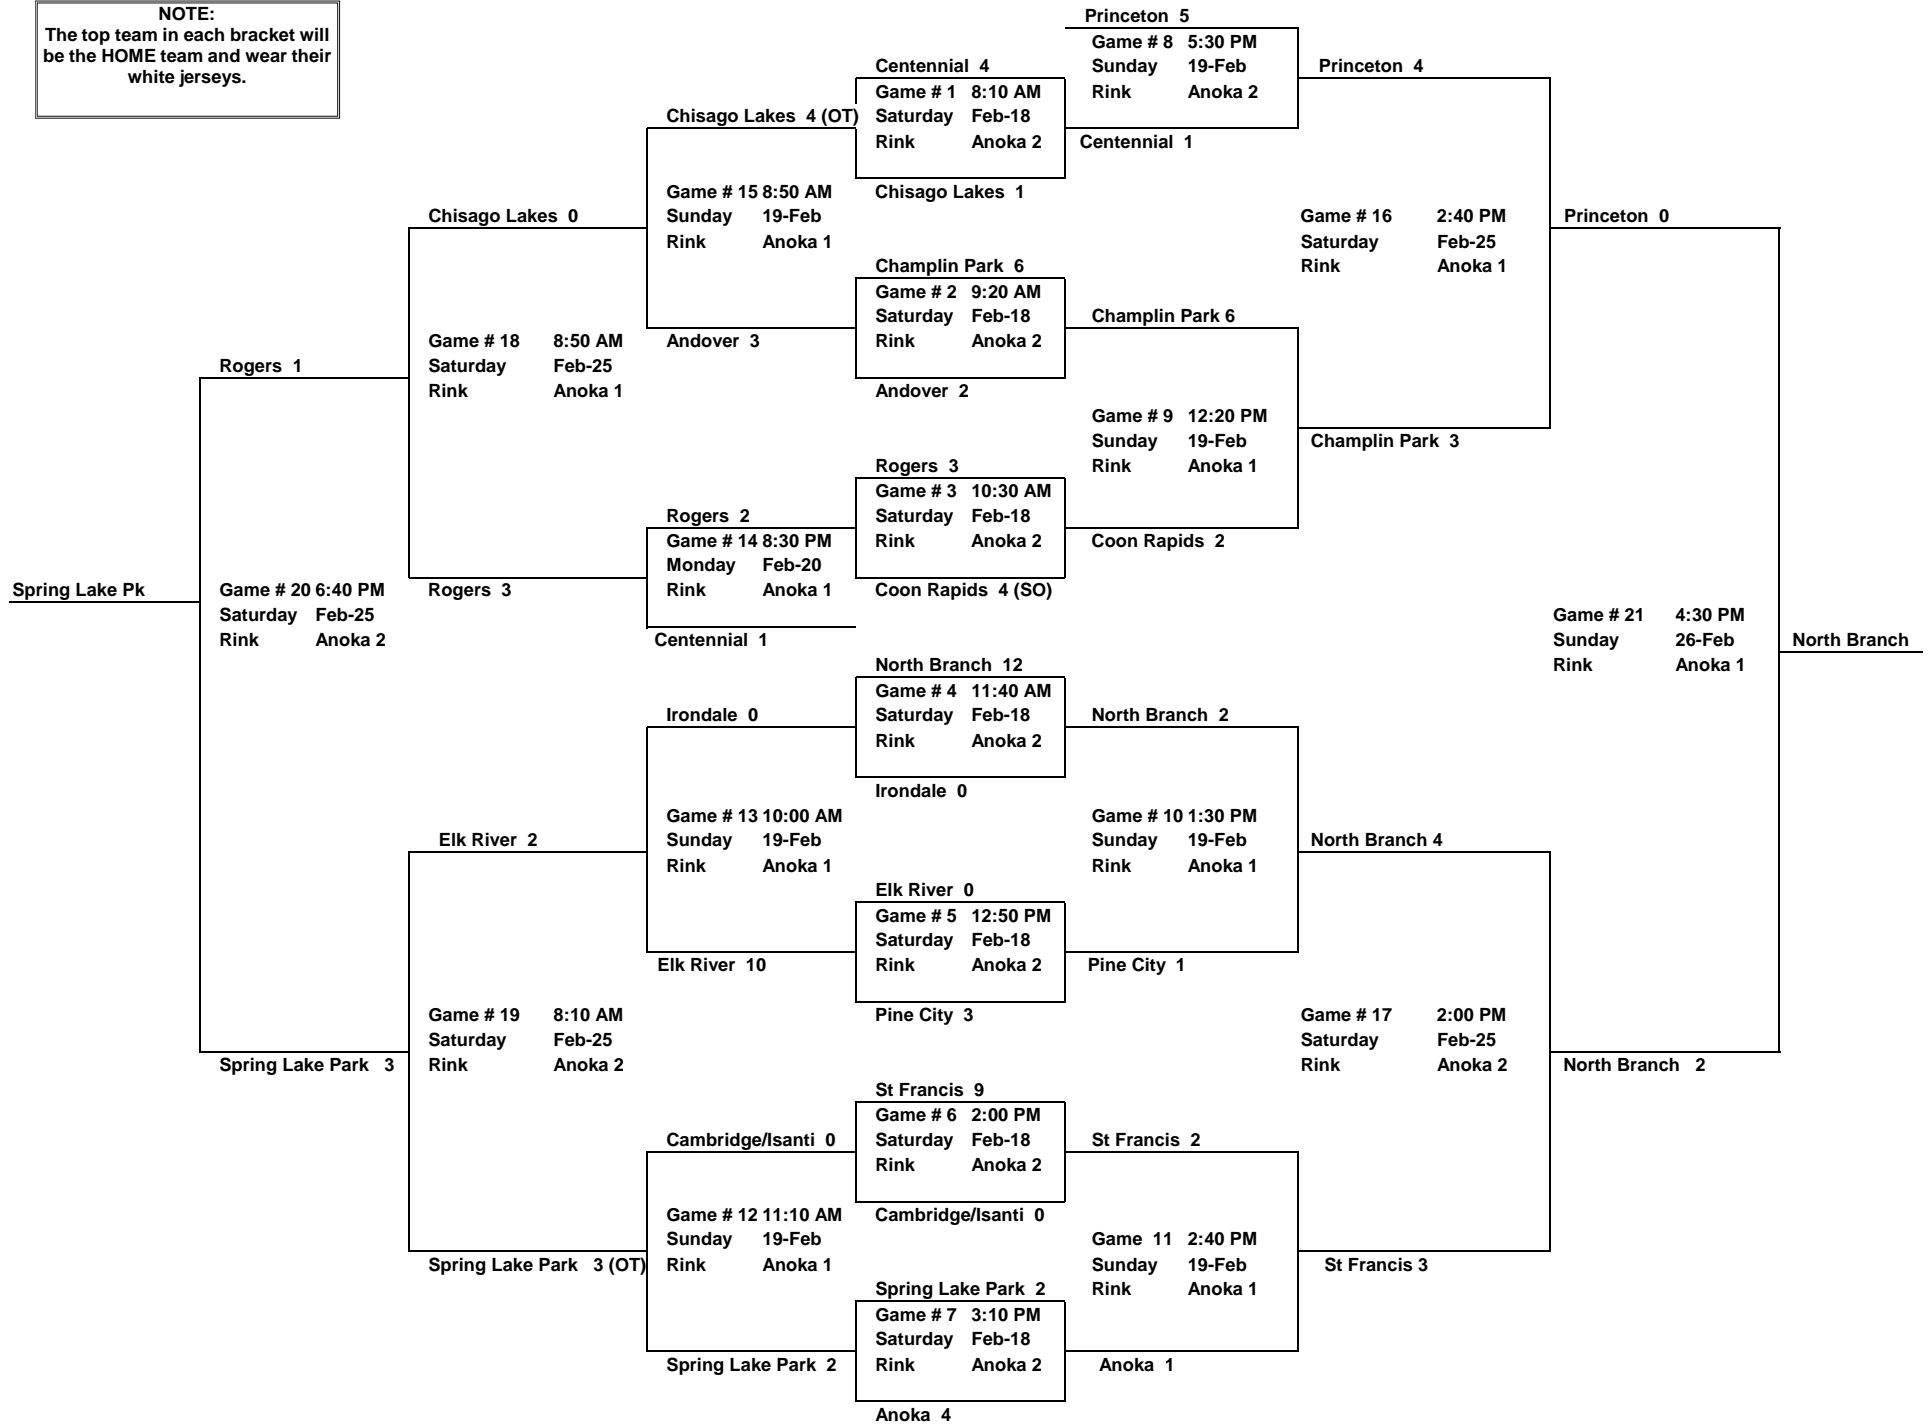 NOTE:
The top team in each bracket will
be the HOME team and wear their
white jerseys.
Princeton 5
Game # 8 5:30 PM
Sunday 19-Feb
Rink Anoka 2
Centennial 1
Centennial 4
Game # 1 8:10 AM
Saturday Feb-18
Rink Anoka 2
Chisago Lakes 1
Princeton 4
Chisago Lakes 4 (OT)
Game # 15 8:50 AM
Sunday 19-Feb
Rink Anoka 1
Andover 3
Chisago Lakes 0
Champlin Park 6
Game # 2 9:20 AM
Saturday Feb-18
Rink Anoka 2
Andover 2
Game # 16 2:40 PM
Saturday Feb-25
Rink Anoka 1
Princeton 0
Champlin Park 6
Game # 9 12:20 PM
Sunday 19-Feb
Rink Anoka 1
Coon Rapids 2
Champlin Park 3
Game # 18 8:50 AM
Saturday Feb-25
Rink Anoka 1
Rogers 1
Rogers 3
Game # 3 10:30 AM
Saturday Feb-18
Rink Anoka 2
Coon Rapids 4 (SO)
Rogers 2
Game # 14 8:30 PM
Monday Feb-20
Rink Anoka 1
Centennial 1
Rogers 3
Spring Lake Pk
Game # 20 6:40 PM
Saturday Feb-25
Rink Anoka 2
Game # 21 4:30 PM
Sunday 26-Feb
Rink Anoka 1
North Branch
North Branch 12
Game # 4 11:40 AM
Saturday Feb-18
Rink Anoka 2
Irondale 0
Irondale 0
Game # 13 10:00 AM
Sunday 19-Feb
Rink Anoka 1
Elk River 10
North Branch 2
Game # 10 1:30 PM
Sunday 19-Feb
Rink Anoka 1
Pine City 1
Elk River 2
North Branch 4
Elk River 0
Game # 5 12:50 PM
Saturday Feb-18
Rink Anoka 2
Pine City 3
Game # 19 8:10 AM
Saturday Feb-25
Rink Anoka 2
Spring Lake Park 3
Game # 17 2:00 PM
Saturday Feb-25
Rink Anoka 2
North Branch 2
St Francis 9
Game # 6 2:00 PM
Saturday Feb-18
Rink Anoka 2
Cambridge/Isanti 0
Cambridge/Isanti 0
Game # 12 11:10 AM
Sunday 19-Feb
Rink Anoka 1
Spring Lake Park 2
St Francis 2
Game 11 2:40 PM
Sunday 19-Feb
Rink Anoka 1
Anoka 1
Spring Lake Park 3 (OT)
St Francis 3
Spring Lake Park 2
Game # 7 3:10 PM
Saturday Feb-18
Rink Anoka 2
Anoka 4